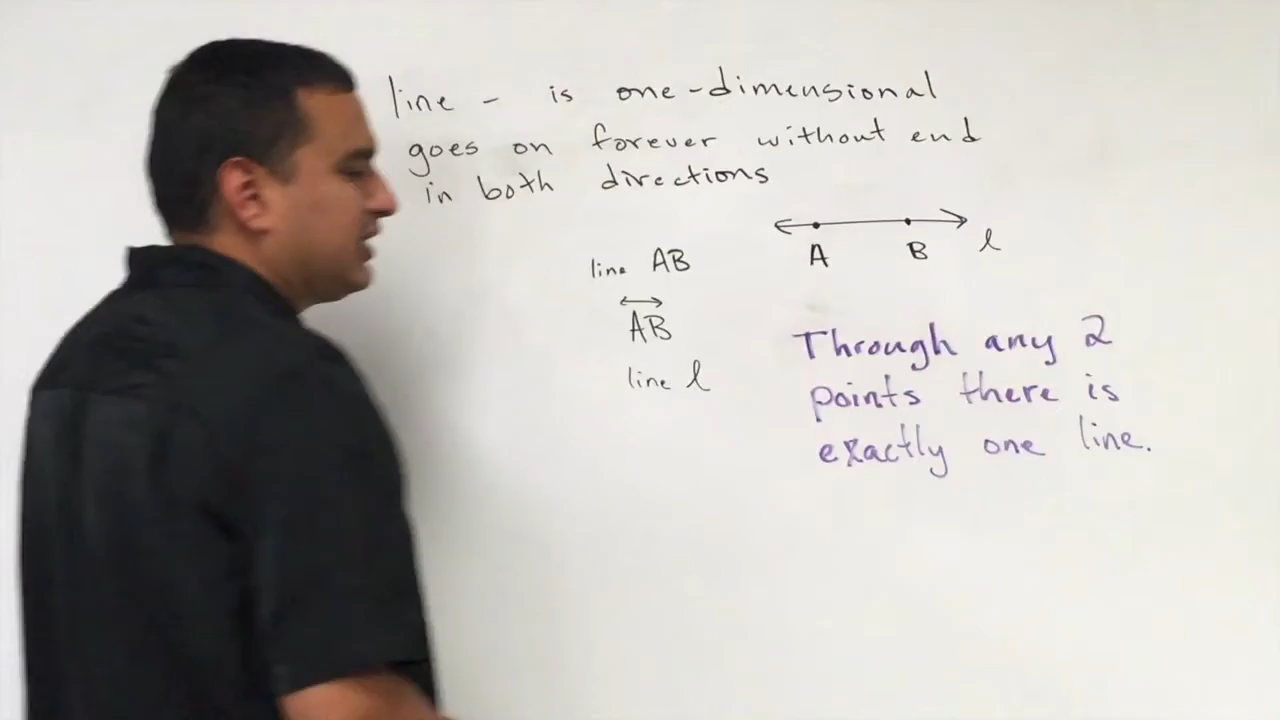 line - is one-dimensional
goes on forever without end
in both directions
A B l
line AB
AB
line l
Through any 2
points there is
exactly one line.